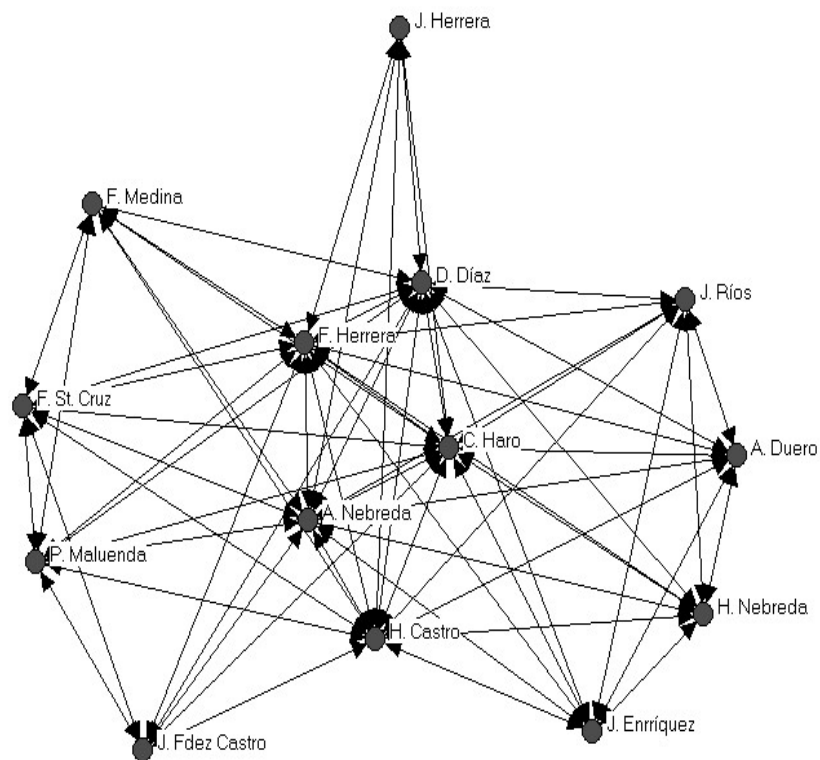 J. Herrera
F. Medina
D. Díaz
J. Ríos
F. Herrera
F. St. Cruz
C. Haro
A. Duero
A. Nebreda
P. Maluenda
H. Nebreda
H. Castro
J. Enrríquez
J. Fdez Castro